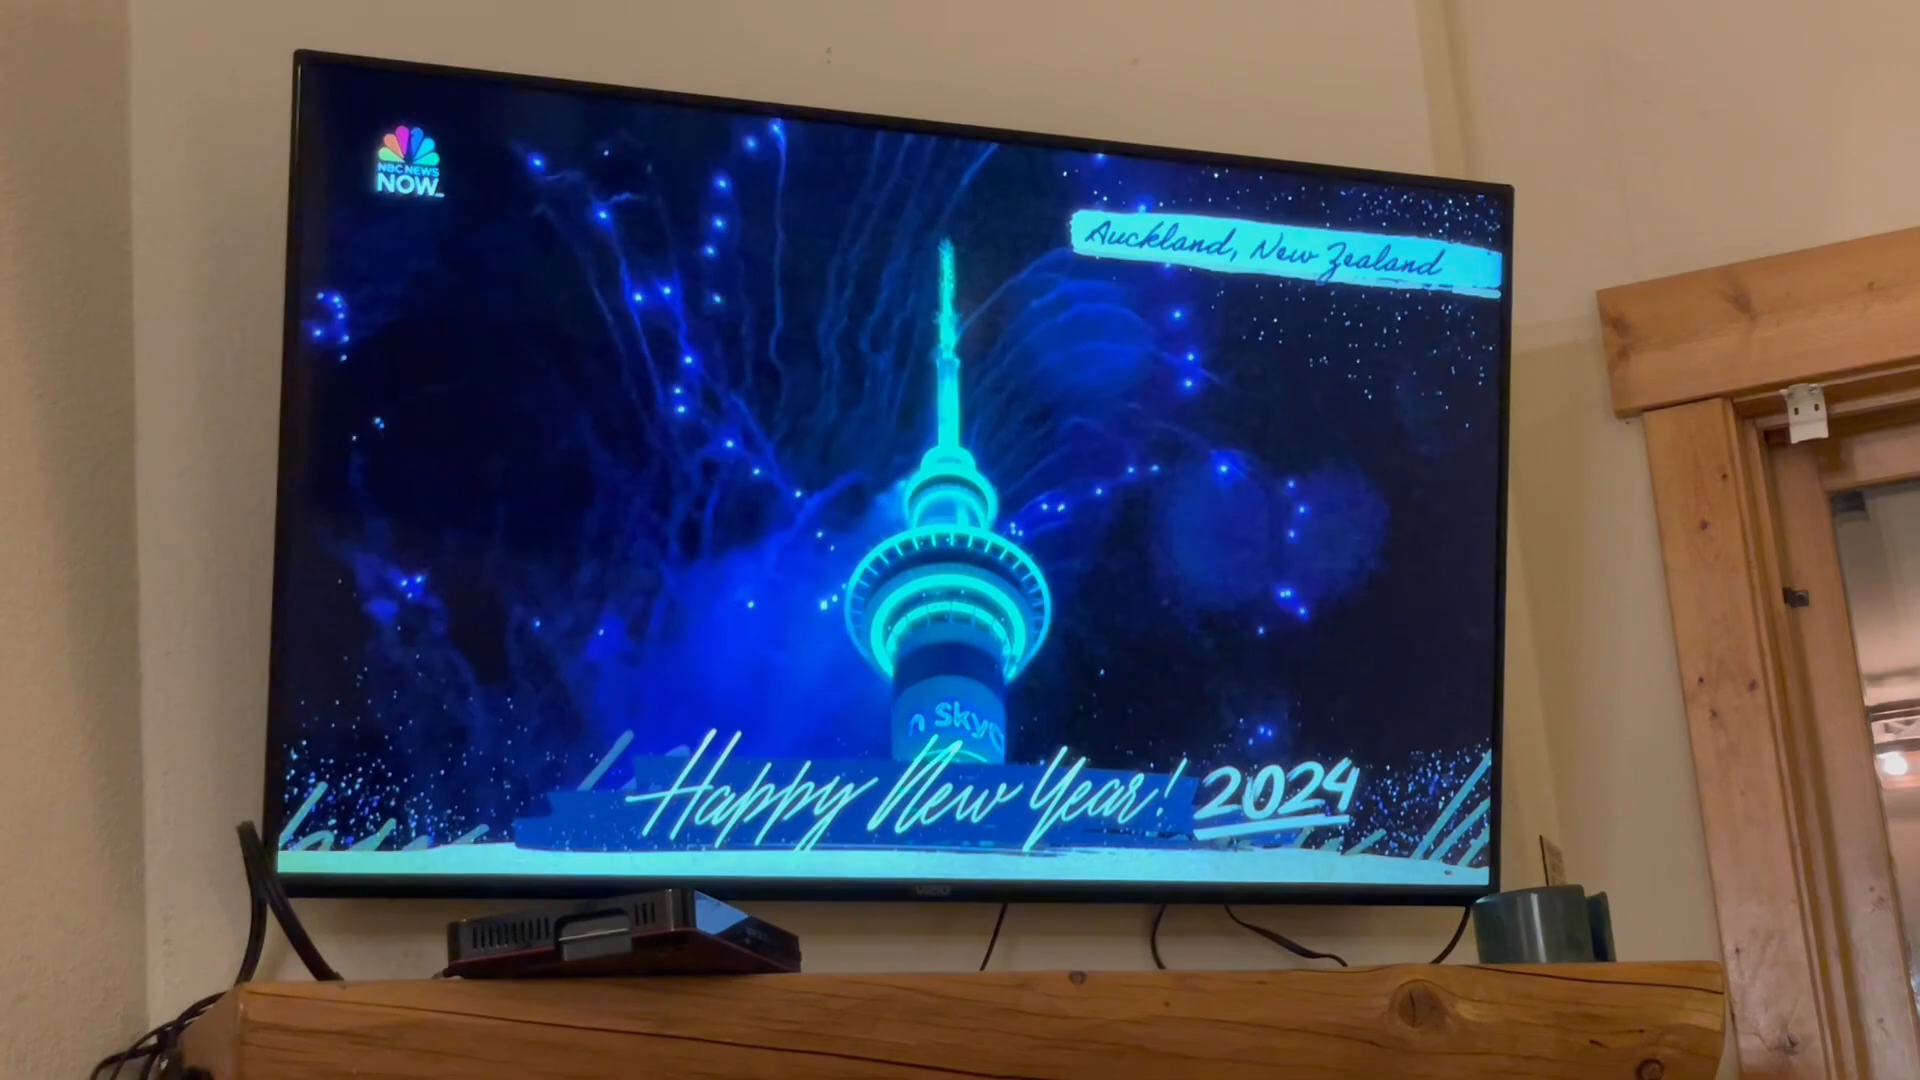 NBC NEWS
NOW
Auckland, New Zealand
Sky
Happy New Year! 2024
VIZIO